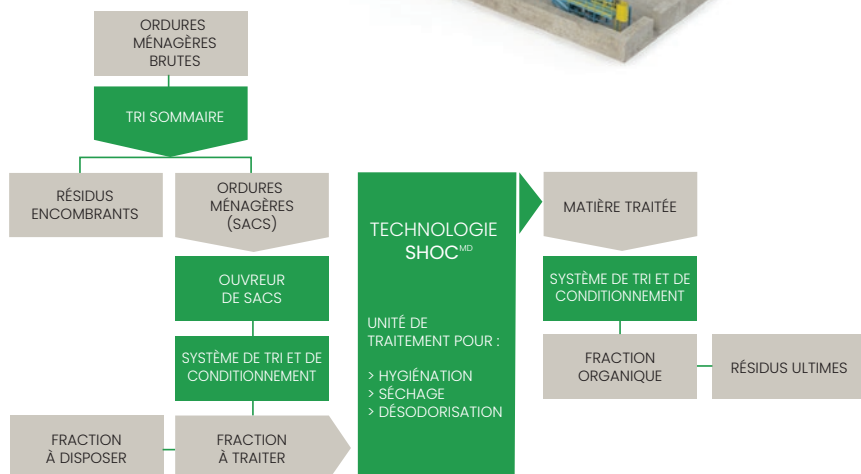 ORDURES
MÉNAGÈRES
BRUTES
TRI SOMMAIRE
RÉSIDUS
ENCOMBRANTS
ORDURES
MÉNAGÈRES
(SACS)
OUVREUR
DE SACS
SYSTÈME DE TRI ET DE
CONDITIONNEMENT
FRACTION
À DISPOSER
FRACTION
À TRAITER
TECHNOLOGIE
SHOC^MD
UNITÉ DE
TRAITEMENT POUR :
> HYGIÉNATION
> SÉCHAGE
> DÉSODORISATION
MATIÈRE TRAITÉE
SYSTÈME DE TRI ET DE
CONDITIONNEMENT
FRACTION
ORGANIQUE
RÉSIDUS ULTIMES